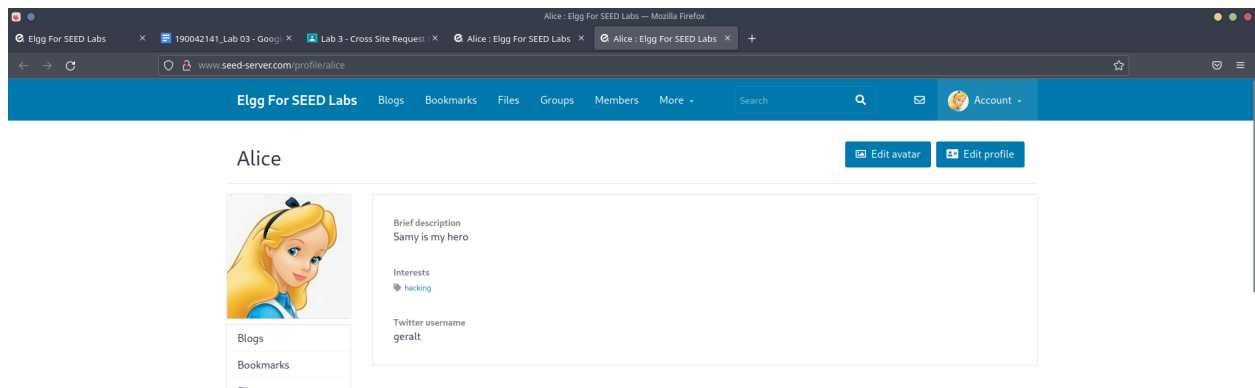 Alice : Elgg For SEED Labs — Mozilla Firefox
Elgg For SEED Labs × 190042141_Lab 03 - Googl × Lab 3 - Cross Site Request × Alice : Elgg For SEED Labs × Alice : Elgg For SEED Labs × +
www.seed-server.com/profile/alice
Elgg For SEED Labs Blogs Bookmarks Files Groups Members More Search Account
Alice
Edit avatar Edit profile
Brief description
Samy is my hero
Interests
hacking
Twitter username
geralt
Blogs
Bookmarks